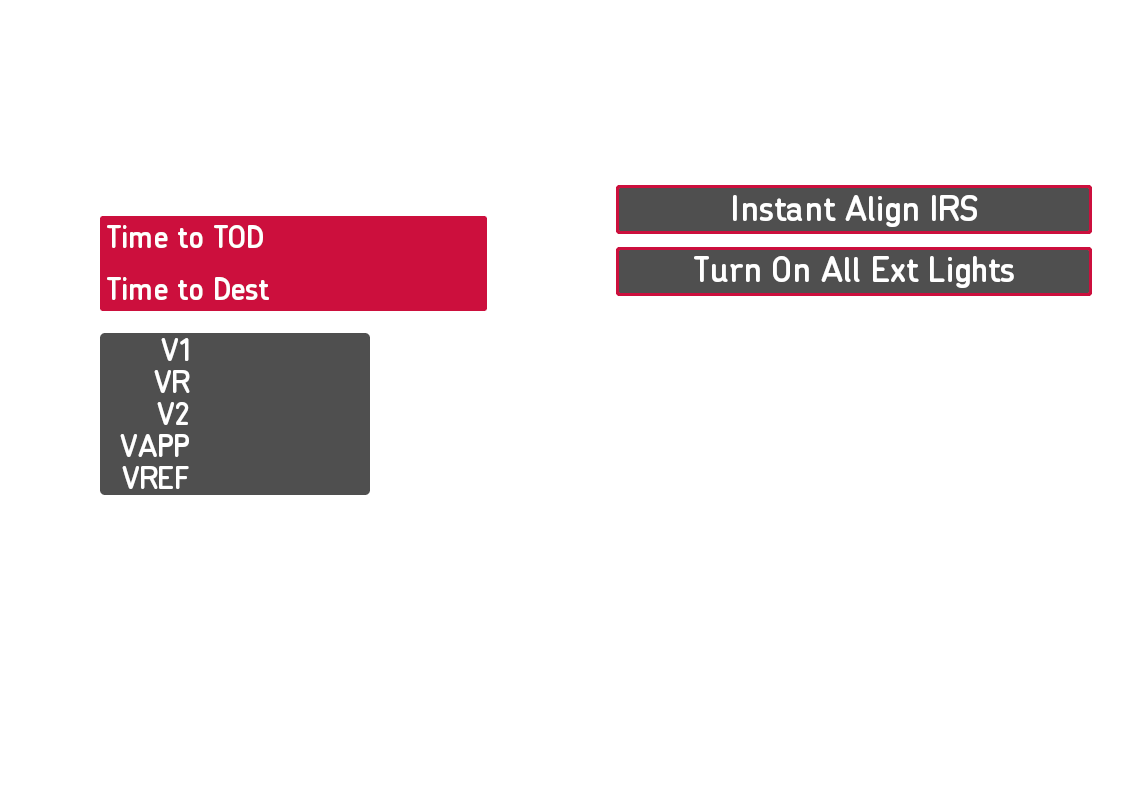 Time to TOD
Time to Dest
V1
VR
V2
VAPP
VREF
Instant Align IRS
Turn On All Ext Lights